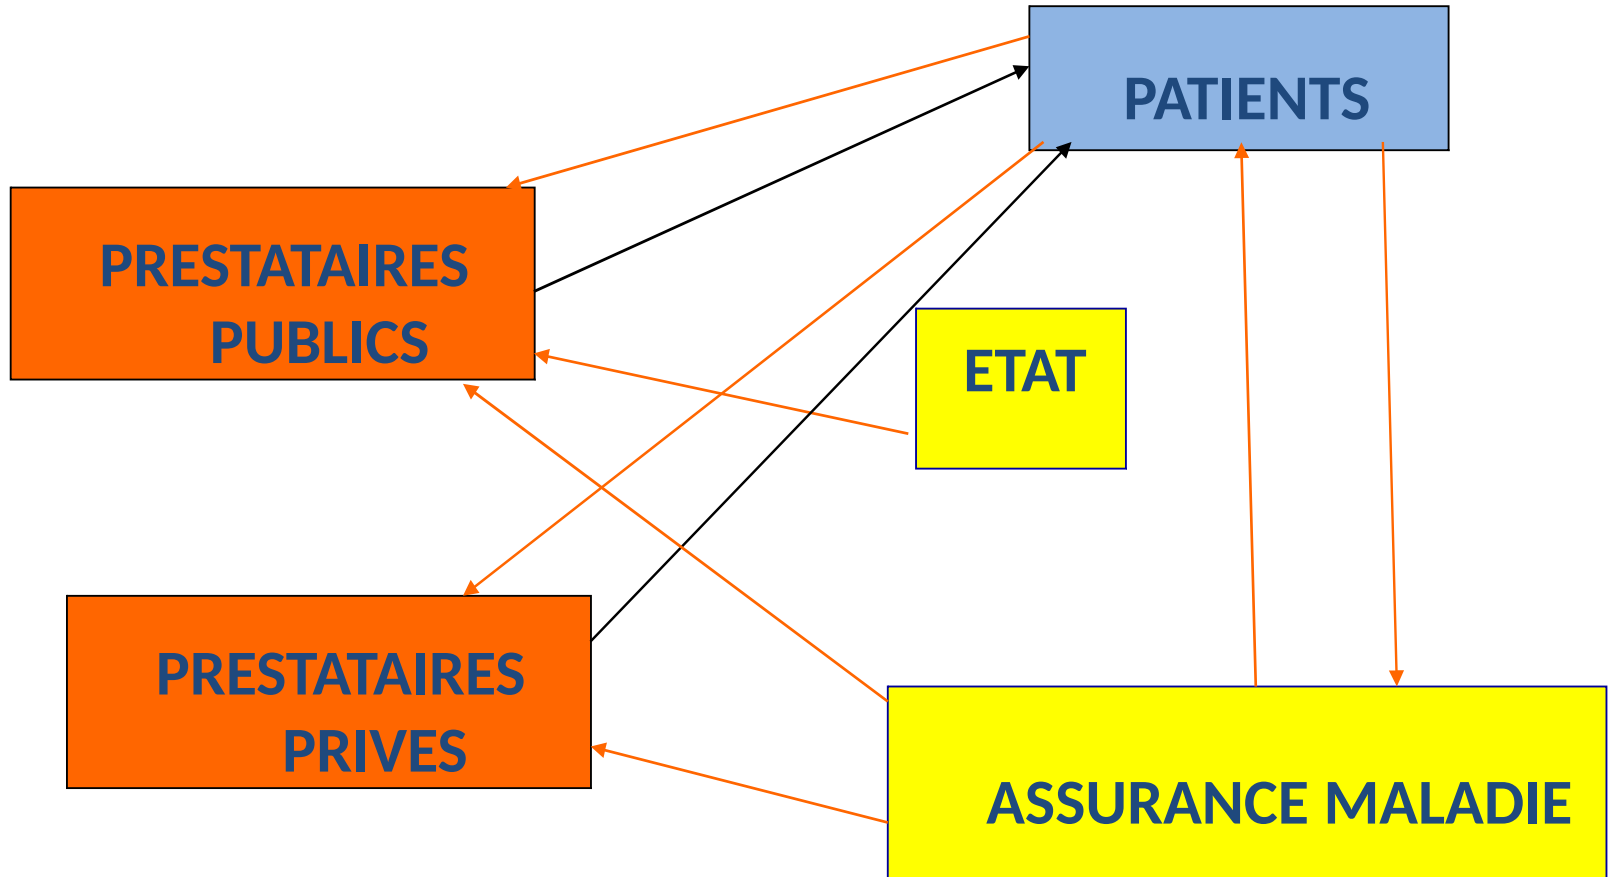 PATIENTS
PRESTATAIRES
PUBLICS
ETAT
PRESTATAIRES
PRIVES
ASSURANCE MALADIE